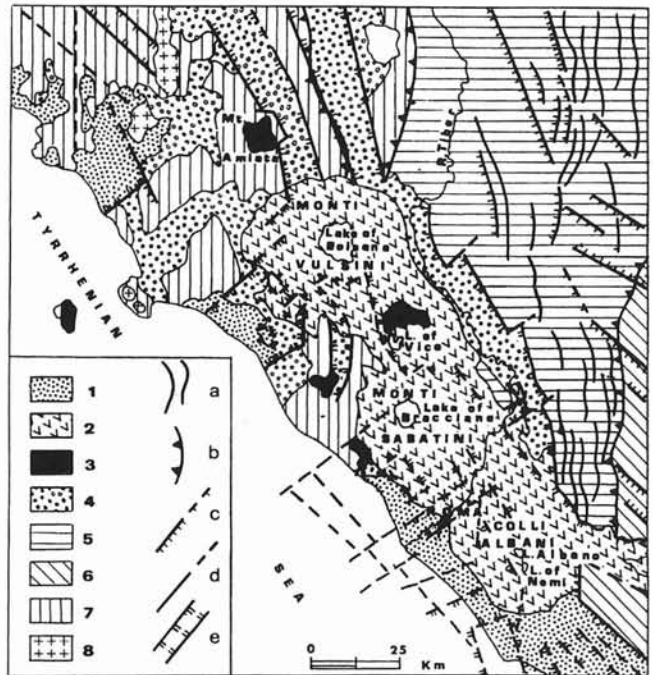 Mt.
Amiata
R. Tiber
MONTI
Lake of
Bolsena
VULSINI
TYRRHENIAN
L. of
Vico
MONTI
Lake of
Bracciano
SABATINI
COLLI
ALBANI
L. Albano
L. of
Nemi
SEA
1
2
3
4
5
6
7
8
a
b
c
d
e
0 25
Km